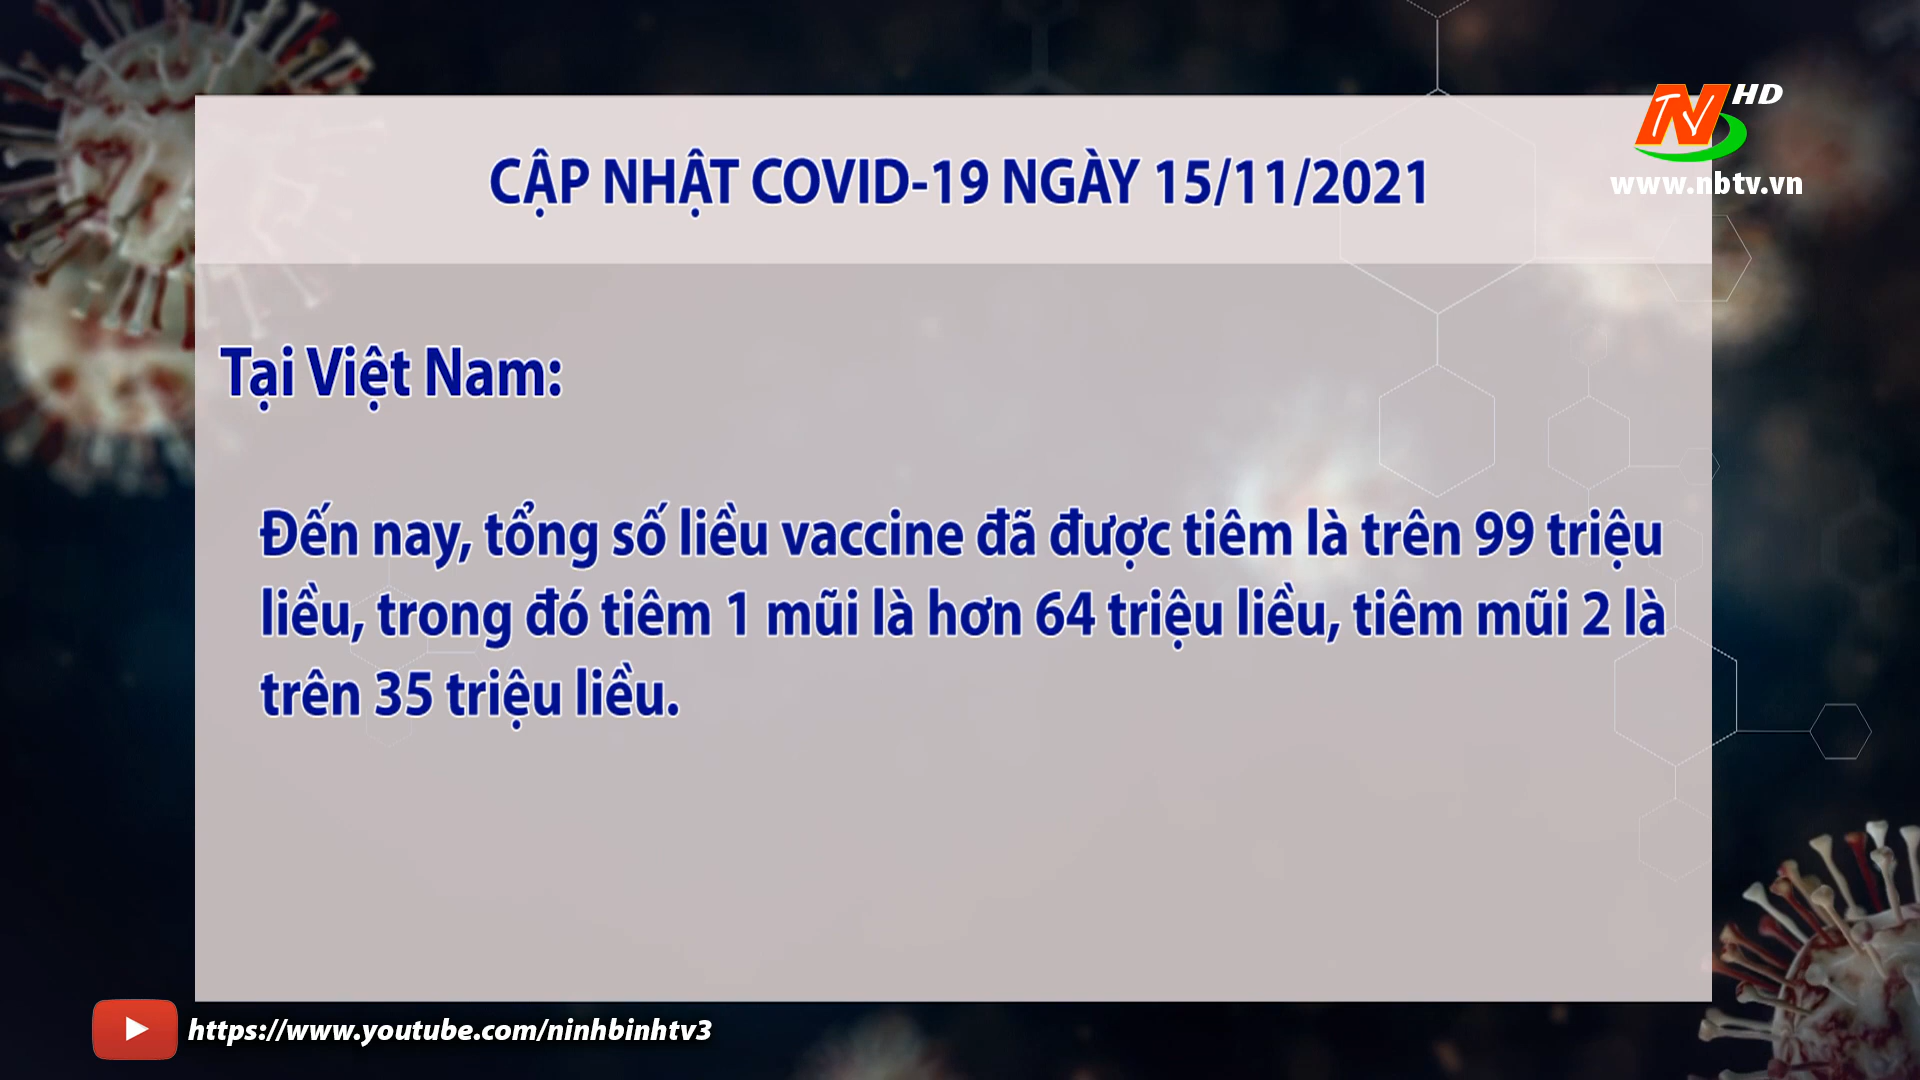 HD
NTV
www.nbtv.vn
CẬP NHẬT COVID-19 NGÀY 15/11/2021
Tại Việt Nam:
Đến nay, tổng số liều vaccine đã được tiêm là trên 99 triệu
liều, trong đó tiêm 1 mũi là hơn 64 triệu liều, tiêm mũi 2 là
trên 35 triệu liều.
https://www.youtube.com/ninhbinhtv3